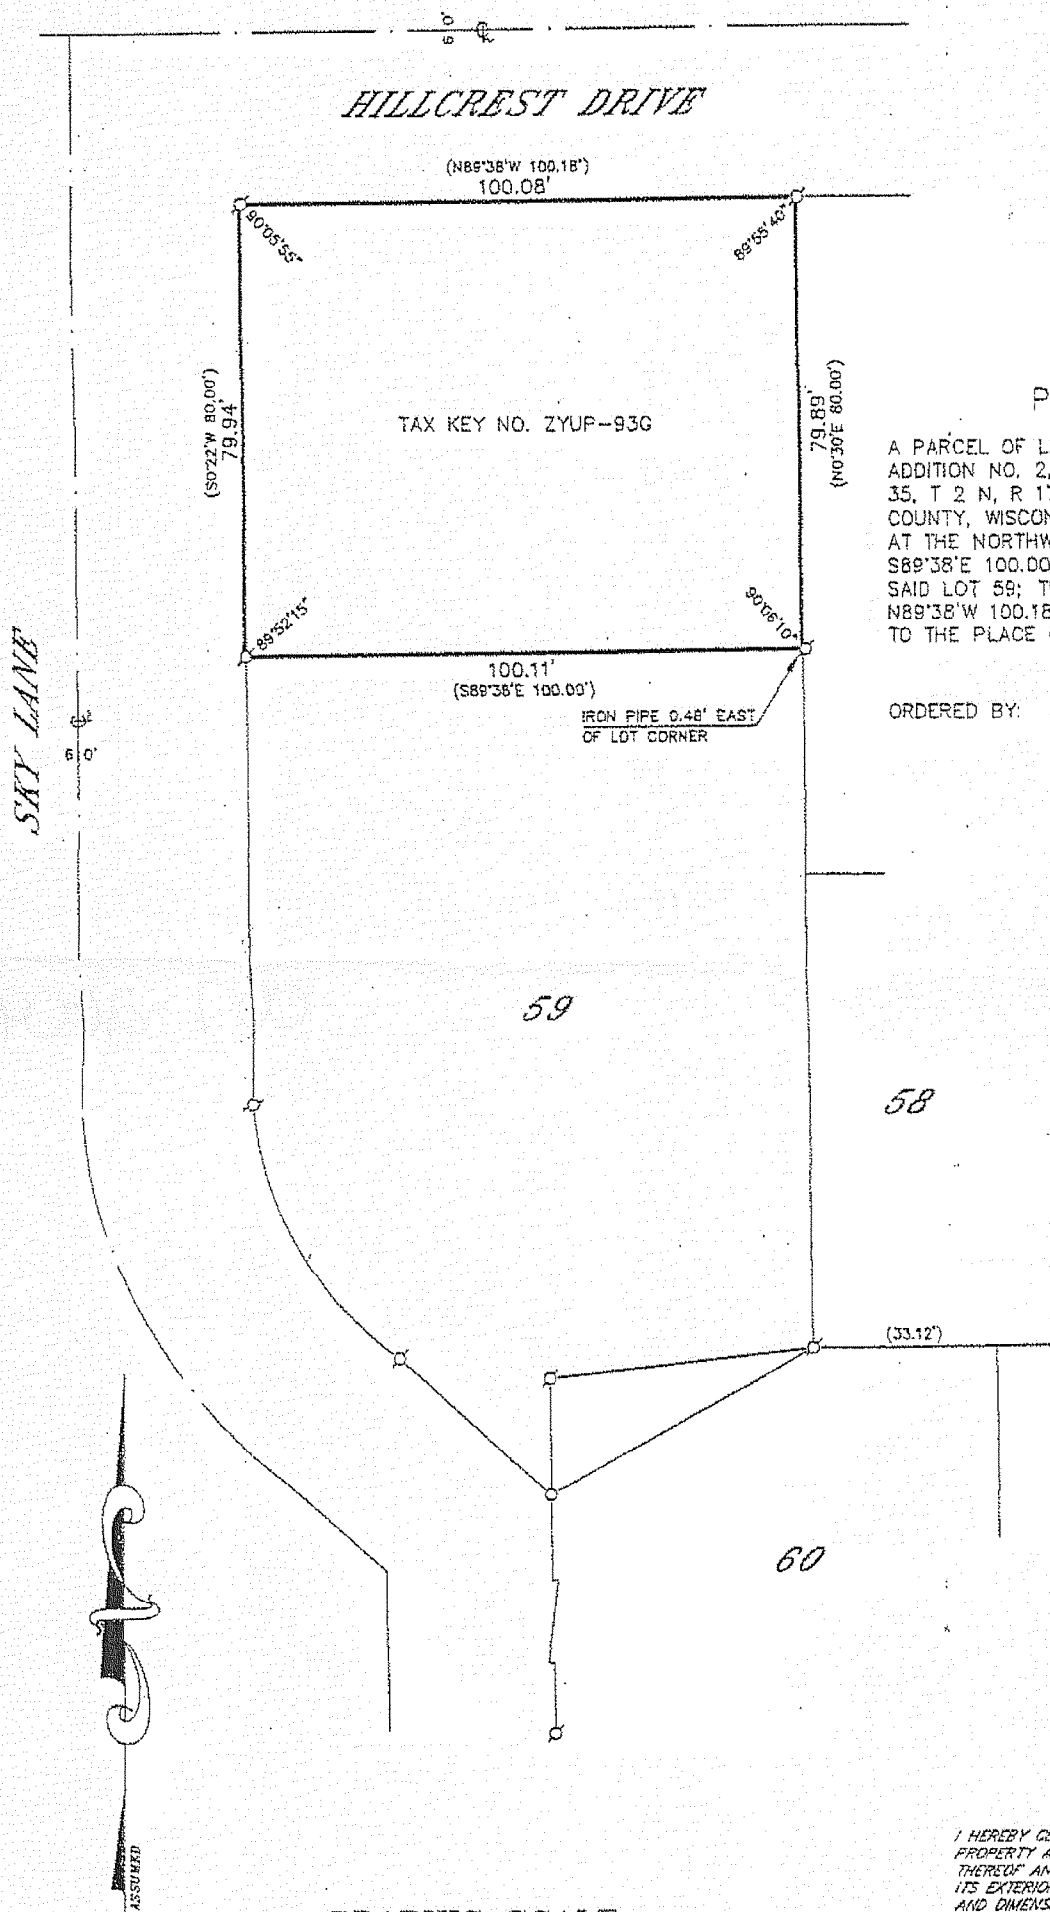 60'
HILLCREST DRIVE
(N89°38'W 100.18')
100.08'
90°05'55"
89°55'40"
(S0°22'W 80.00')
79.94'
TAX KEY NO. ZYUP-93G
79.89'
(N0°30'E 80.00')
P
A PARCEL OF L
ADDITION NO. 2,
35, T 2 N, R 17
COUNTY, WISCON
AT THE NORTHW
S89°38'E 100.00
SAID LOT 59; T
N89°38'W 100.18
TO THE PLACE
89°52'15"
90°06'10"
100.11'
(S89°38'E 100.00')
IRON PIPE 0.48' EAST
OF LOT CORNER
ORDERED BY:
SKY LANE
60'
59
58
(33.12')
60
ASSUMED
I HEREBY CE
PROPERTY A
THEREOF AN
ITS EXTERIO
AND DIMENS